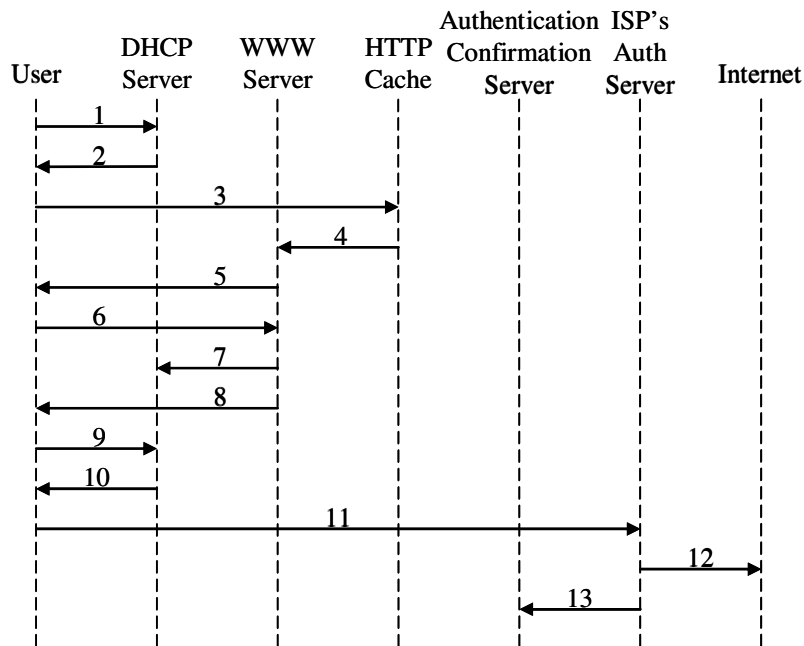 User
DHCP
Server
WWW
Server
HTTP
Cache
Authentication
Confirmation
Server
ISP's
Auth
Server
Internet
1
2
3
4
5
6
7
8
9
10
11
12
13